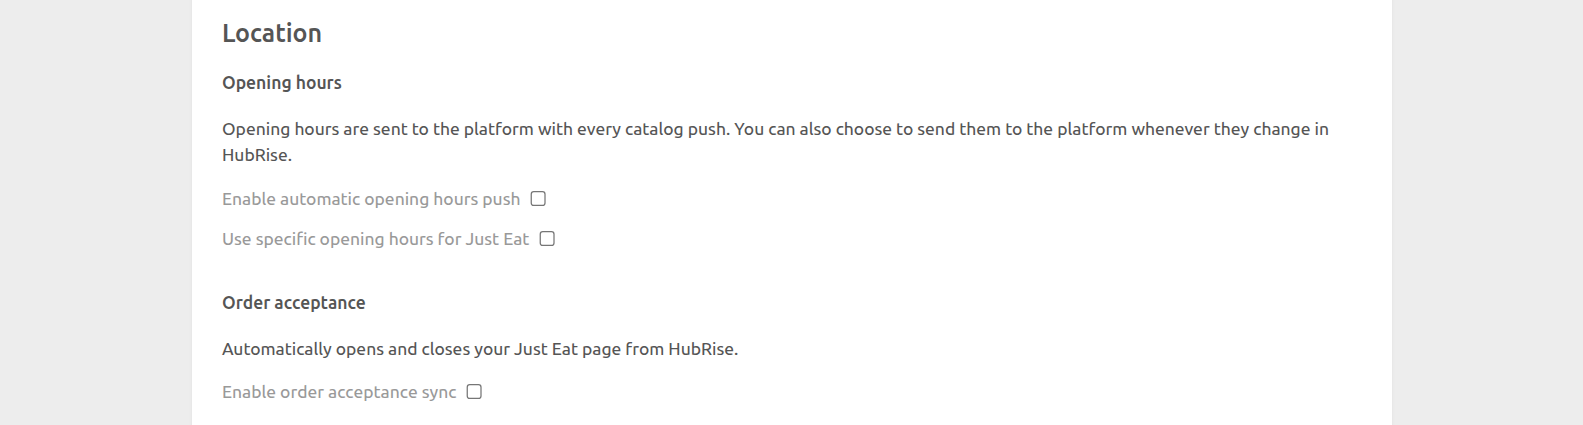 Location
Opening hours
Opening hours are sent to the platform with every catalog push. You can also choose to send them to the platform whenever they change in
HubRise.
Enable automatic opening hours push
Use specific opening hours for Just Eat
Order acceptance
Automatically opens and closes your Just Eat page from HubRise.
Enable order acceptance sync